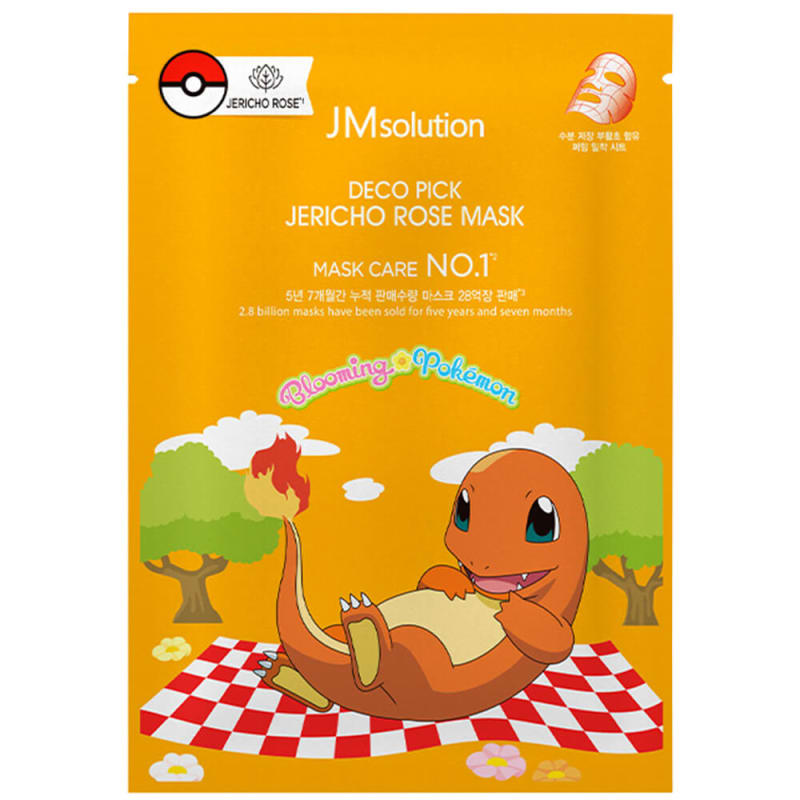 JERICHO ROSE*1
JMsolution
수분 저장 부활초 함유
퍼밍 밀착 시트
DECO PICK
JERICHO ROSE MASK
MASK CARE NO.1*2
5년 7개월간 누적 판매수량 마스크 28억장 판매*3
2.8 billion masks have been sold for five years and seven months
Blooming Pokémon